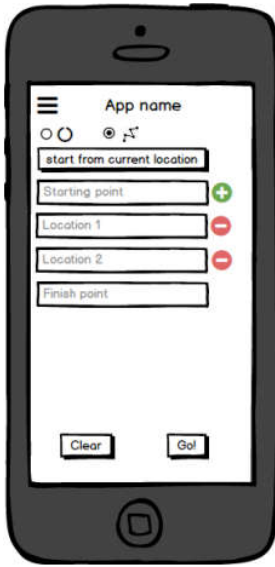 App name
start from current location
Starting point
Location 1
Location 2
Finish point
Clear Go!